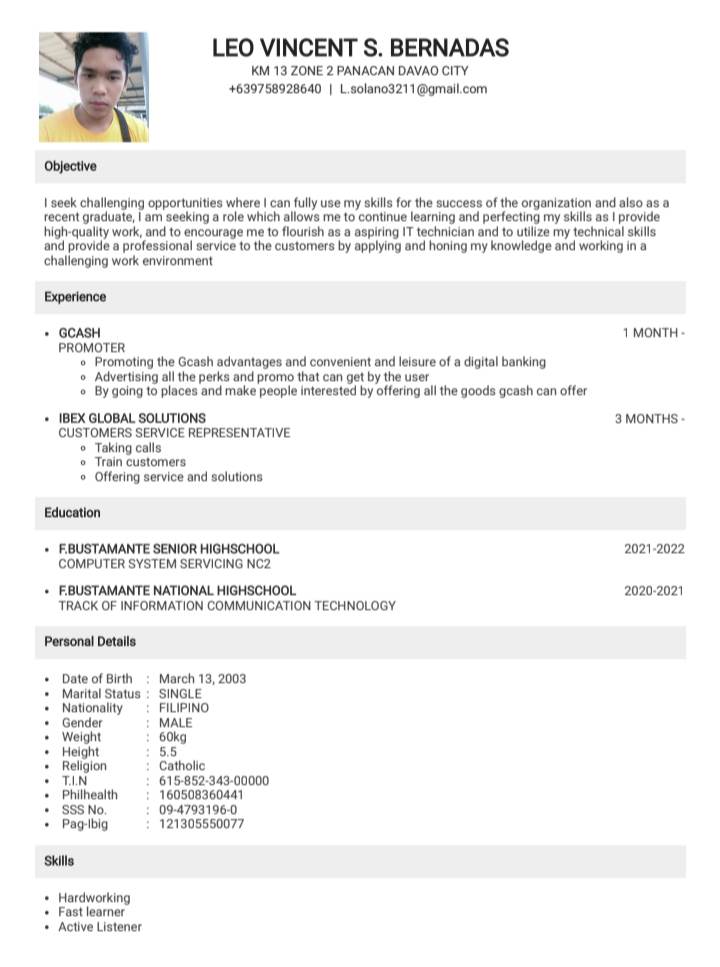 LEO VINCENT S. BERNADAS
KM 13 ZONE 2 PANACAN DAVAO CITY
+639758928640 | L.solano3211@gmail.com
Objective
I seek challenging opportunities where I can fully use my skills for the success of the organization and also as a
recent graduate, I am seeking a role which allows me to continue learning and perfecting my skills as I provide
high-quality work, and to encourage me to flourish as a aspiring IT technician and to utilize my technical skills
and provide a professional service to the customers by applying and honing my knowledge and working in a
challenging work environment
Experience
• GCASH 1 MONTH -
PROMOTER
◦ Promoting the Gcash advantages and convenient and leisure of a digital banking
◦ Advertising all the perks and promo that can get by the user
◦ By going to places and make people interested by offering all the goods gcash can offer
• IBEX GLOBAL SOLUTIONS 3 MONTHS -
CUSTOMERS SERVICE REPRESENTATIVE
◦ Taking calls
◦ Train customers
◦ Offering service and solutions
Education
• F.BUSTAMANTE SENIOR HIGHSCHOOL 2021-2022
COMPUTER SYSTEM SERVICING NC2
• F.BUSTAMANTE NATIONAL HIGHSCHOOL 2020-2021
TRACK OF INFORMATION COMMUNICATION TECHNOLOGY
Personal Details
• Date of Birth : March 13, 2003
• Marital Status : SINGLE
• Nationality : FILIPINO
• Gender : MALE
• Weight : 60kg
• Height : 5.5
• Religion : Catholic
• T.I.N : 615-852-343-00000
• Philhealth : 160508360441
• SSS No. : 09-4793196-0
• Pag-Ibig : 121305550077
Skills
• Hardworking
• Fast learner
• Active Listener